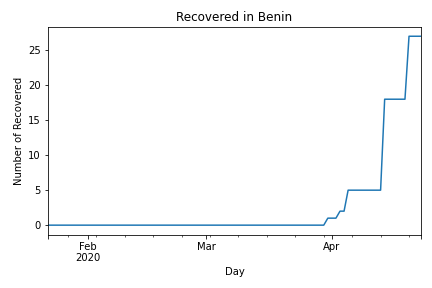 Recovered in Benin
Number of Recovered
25
20
15
10
5
0
Feb
2020
Mar
Apr
Day